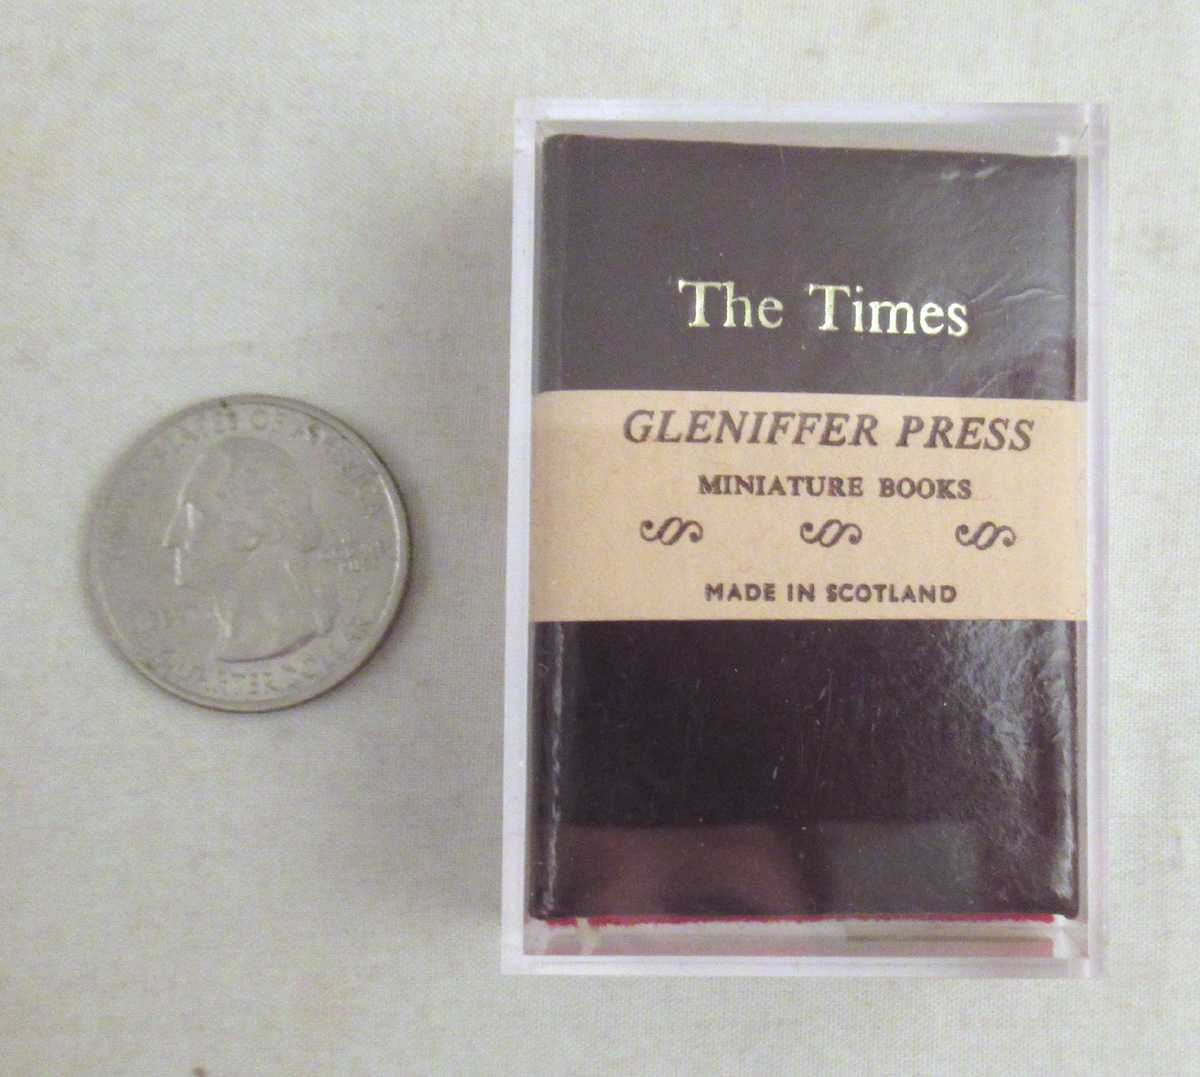 The Times
GLENIFFER PRESS
MINIATURE BOOKS
MADE IN SCOTLAND